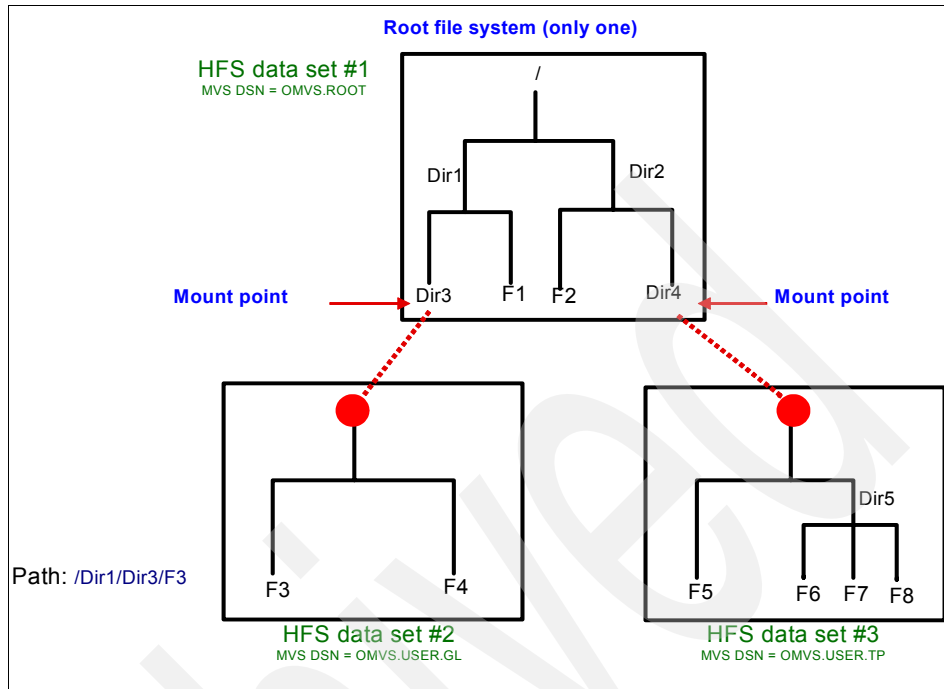 Root file system (only one)
HFS data set #1
MVS DSN = OMVS.ROOT
/
Dir1
Dir2
Mount point
Dir3
F1
F2
Dir4
Mount point
Dir5
Path: /Dir1/Dir3/F3
F3
F4
F5
F6
F7
F8
HFS data set #2
MVS DSN = OMVS.USER.GL
HFS data set #3
MVS DSN = OMVS.USER.TP